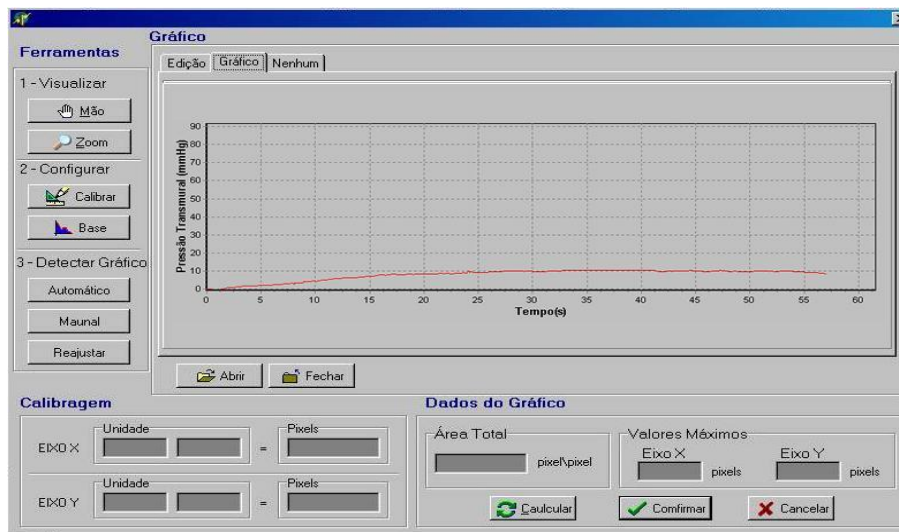 Gráfico
Ferramentas
Edição Gráfico Nenhum
1 - Visualizar
Mão
Zoom
2 - Configurar
Calibrar
Base
3 - Detectar Gráfico
Automático
Maunal
Reajustar
Pressão Transmural (mmHg)
90
80
70
60
50
40
30
20
10
0
0 5 10 15 20 25 30 35 40 45 50 55 60
Tempo(s)
Abrir Fechar
Calibragem
Unidade Pixels
EIXO X =
Unidade Pixels
EIXO Y =
Dados do Gráfico
Área Total
pixel\pixel
Valores Máximos
Eixo X Eixo Y
pixels pixels
Caulcular Comfirmar Cancelar